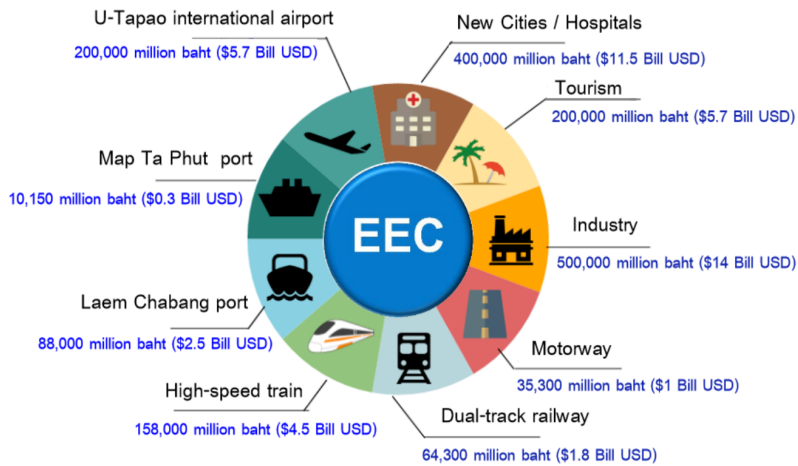 U-Tapao international airport
200,000 million baht ($5.7 Bill USD)
New Cities / Hospitals
400,000 million baht ($11.5 Bill USD)
Tourism
200,000 million baht ($5.7 Bill USD)
Map Ta Phut port
10,150 million baht ($0.3 Bill USD)
EEC
Industry
500,000 million baht ($14 Bill USD)
Laem Chabang port
88,000 million baht ($2.5 Bill USD)
Motorway
35,300 million baht ($1 Bill USD)
High-speed train
158,000 million baht ($4.5 Bill USD)
Dual-track railway
64,300 million baht ($1.8 Bill USD)